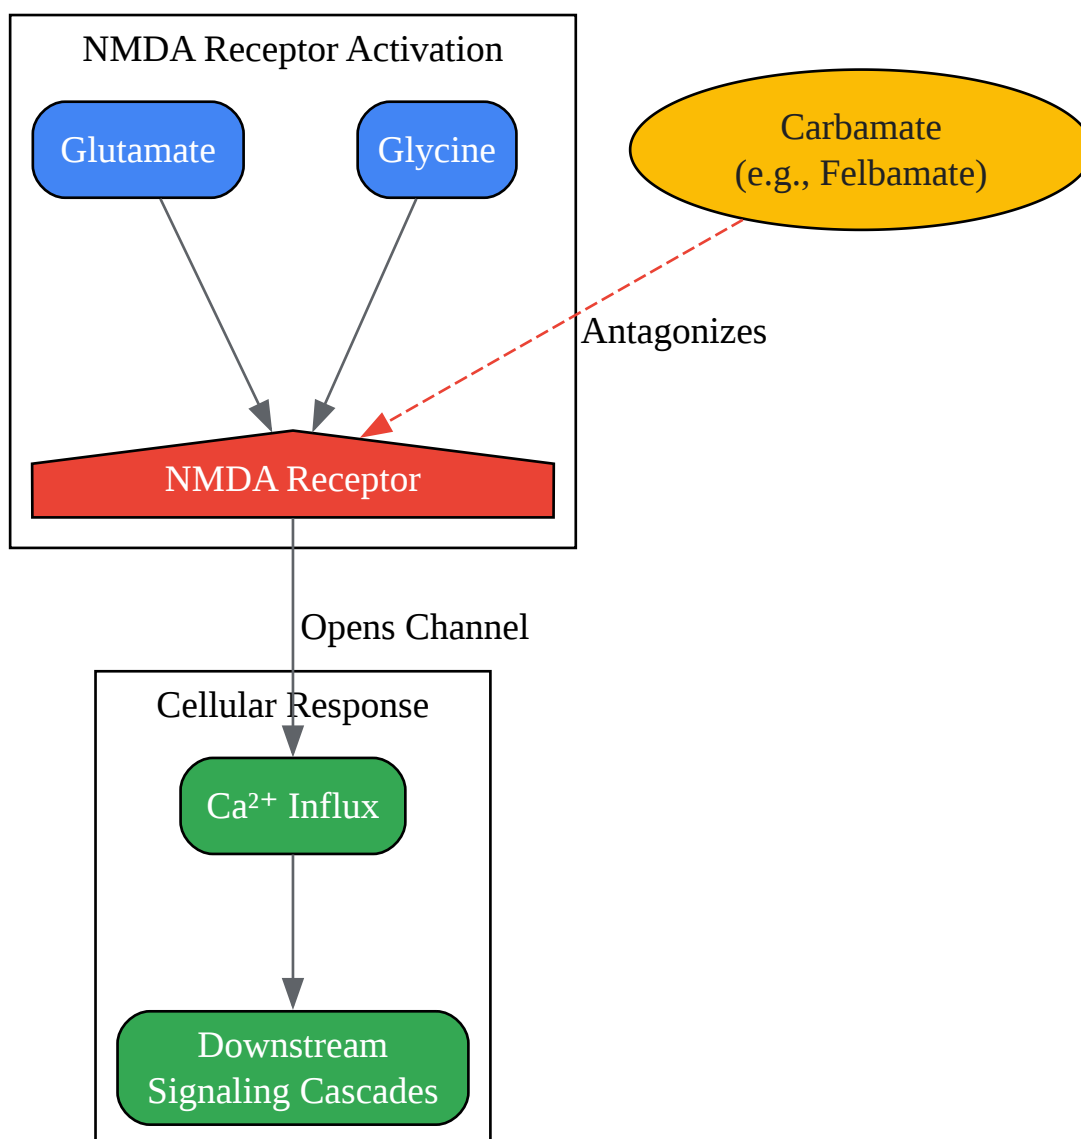 NMDA Receptor Activation
Glutamate
Glycine
Carbamate
(e.g., Felbamate)
Antagonizes
NMDA Receptor
Opens Channel
Cellular Response
Ca²⁺ Influx
Downstream
Signaling Cascades